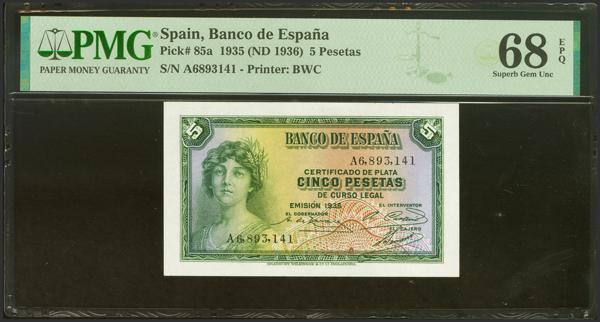 PMG
PAPER MONEY GUARANTY
Spain, Banco de España
Pick# 85a 1935 (ND 1936) 5 Pesetas
S/N A6893141 - Printer: BWC
68 EPQ
Superb Gem Unc
5
5
BANCO DE ESPAÑA
A6,893,141
CERTIFICADO DE PLATA
CINCO PESETAS
DE CURSO LEGAL
EMISIÓN 1935
EL INTERVENTOR
EL GOBERNADOR
EL CAJERO
A6,893,141